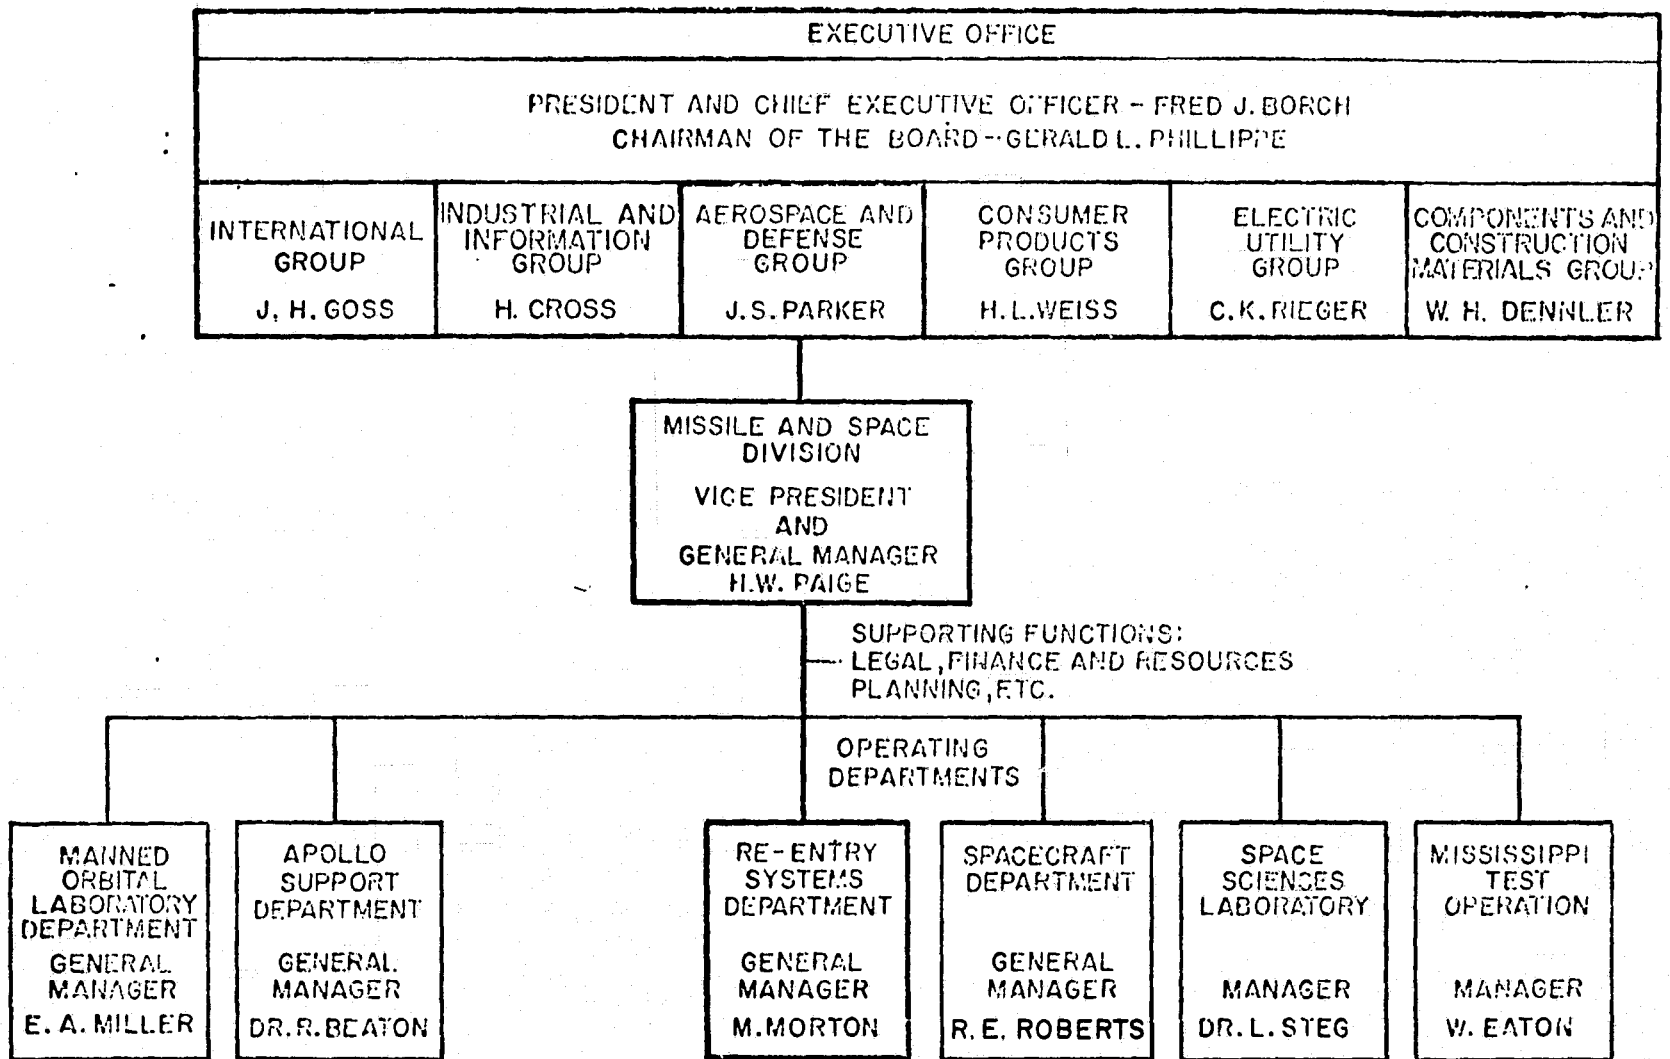 EXECUTIVE OFFICE
PRESIDENT AND CHIEF EXECUTIVE OFFICER - FRED J. BORCH
CHAIRMAN OF THE BOARD - GERALD L. PHILLIPPE
INTERNATIONAL
GROUP
J. H. GOSS
INDUSTRIAL AND
INFORMATION
GROUP
H. CROSS
AEROSPACE AND
DEFENSE
GROUP
J.S. PARKER
CONSUMER
PRODUCTS
GROUP
H.L. WEISS
ELECTRIC
UTILITY
GROUP
C.K. RIEGER
COMPONENTS AND
CONSTRUCTION
MATERIALS GROUP
W. H. DENNLER
MISSILE AND SPACE
DIVISION
VICE PRESIDENT
AND
GENERAL MANAGER
H.W. PAIGE
SUPPORTING FUNCTIONS:
LEGAL, FINANCE AND RESOURCES
PLANNING, ETC.
OPERATING
DEPARTMENTS
MANNED
ORBITAL
LABORATORY
DEPARTMENT
GENERAL
MANAGER
E. A. MILLER
APOLLO
SUPPORT
DEPARTMENT
GENERAL
MANAGER
DR. R. BEATON
RE-ENTRY
SYSTEMS
DEPARTMENT
GENERAL
MANAGER
M. MORTON
SPACECRAFT
DEPARTMENT
GENERAL
MANAGER
R. E. ROBERTS
SPACE
SCIENCES
LABORATORY
MANAGER
DR. L. STEG
MISSISSIPPI
TEST
OPERATION
MANAGER
W. EATON